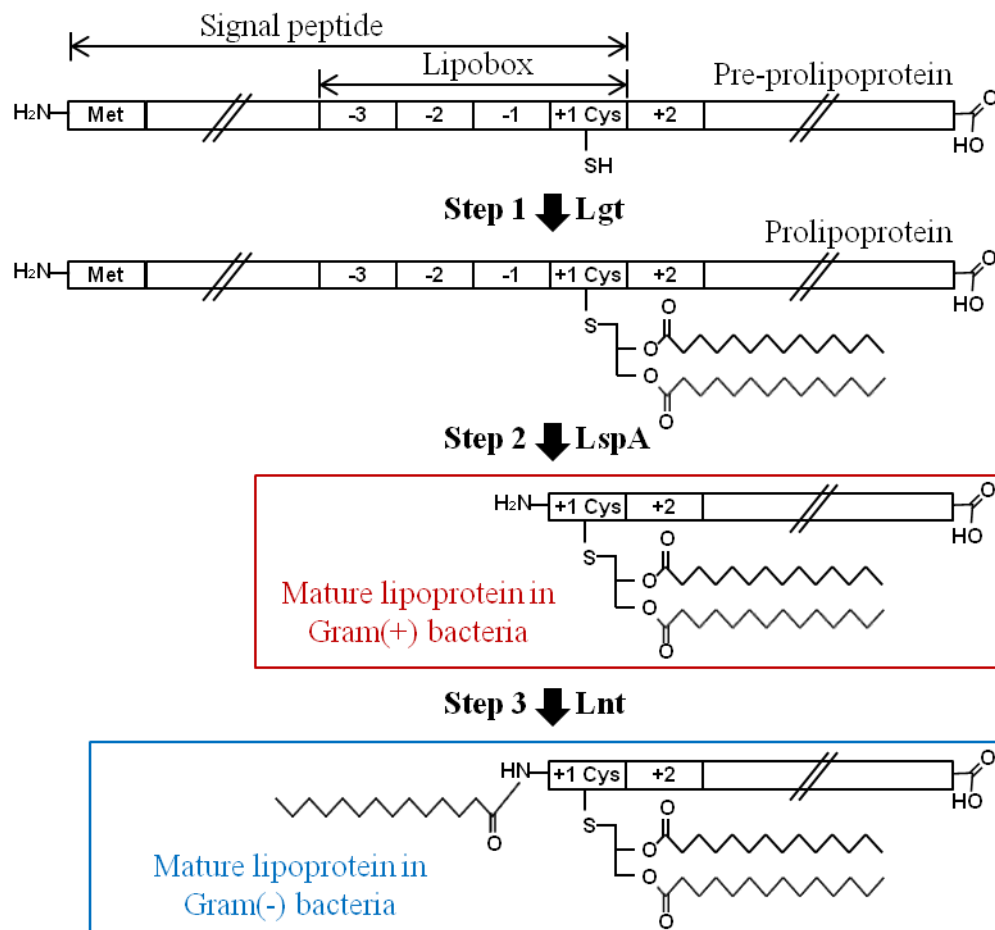 Signal peptide
Lipobox
Pre-prolipoprotein
H₂N
Met
-3
-2
-1
+1 Cys
+2
O
HO
SH
Step 1
Lgt
Prolipoprotein
H₂N
Met
-3
-2
-1
+1 Cys
+2
O
HO
S
O
O
O
O
Step 2
LspA
H₂N
+1 Cys
+2
O
HO
S
O
O
O
O
Mature lipoprotein in
Gram(+) bacteria
Step 3
Lnt
HN
+1 Cys
+2
O
HO
O
S
O
O
O
O
Mature lipoprotein in
Gram(-) bacteria